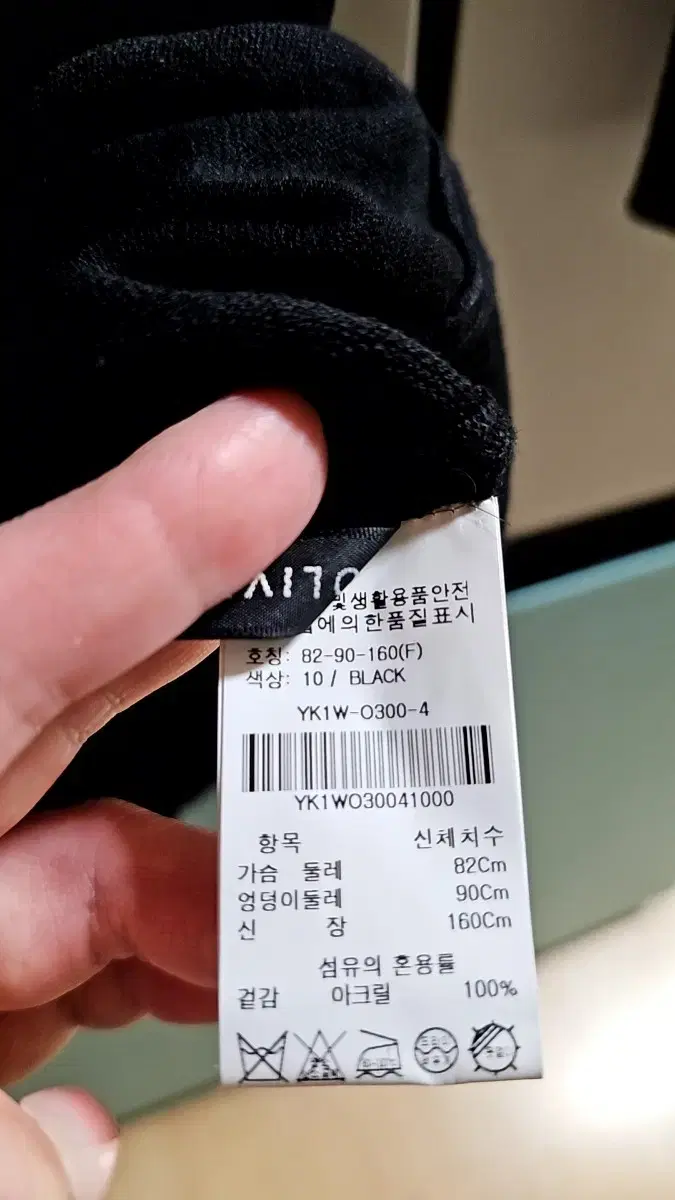 OLIV
및생활용품안전
에의한품질표시
호칭: 82-90-160(F)
색상: 10 / BLACK
YK1W-O300-4
YK1WO30041000
항목 신체치수
가슴 둘레 82Cm
엉덩이둘레 90Cm
신 장 160Cm
섬유의 혼용률
겉감 아크릴 100%